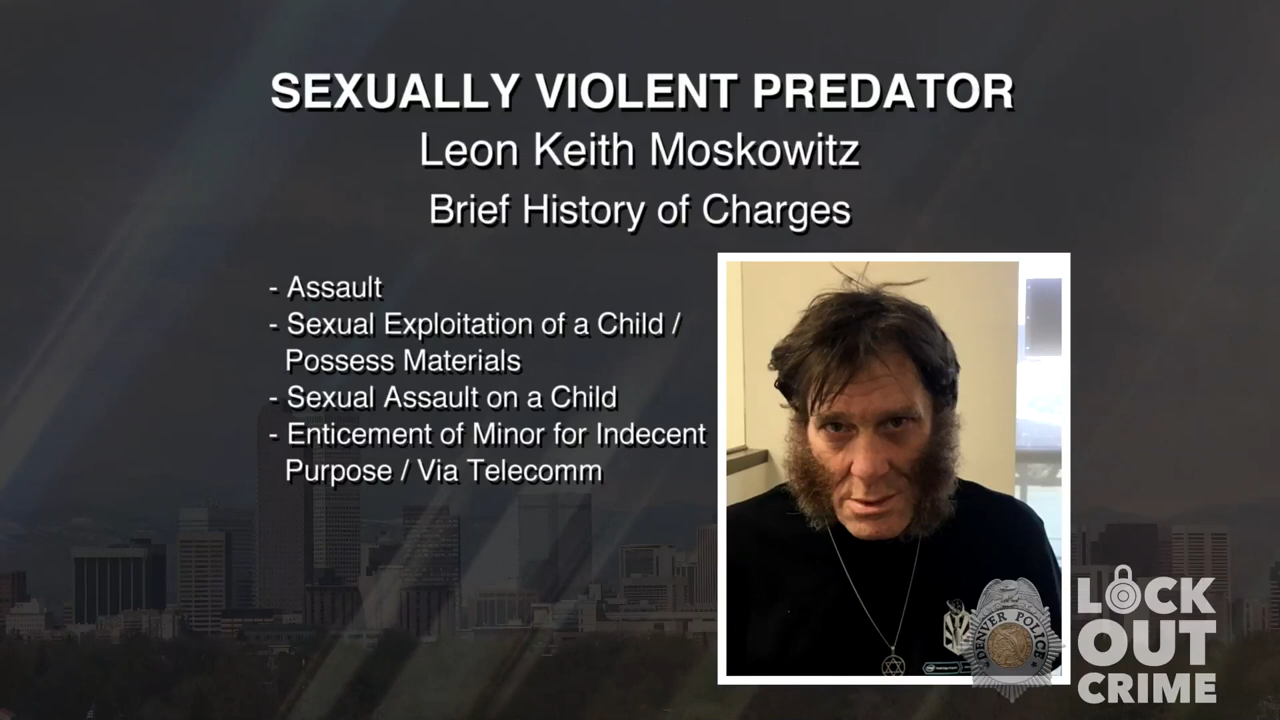 SEXUALLY VIOLENT PREDATOR
Leon Keith Moskowitz
Brief History of Charges
- Assault
- Sexual Exploitation of a Child /
Possess Materials
- Sexual Assault on a Child
- Enticement of Minor for Indecent
Purpose / Via Telecomm
DENVER POLICE
LOCK
OUT
CRIME